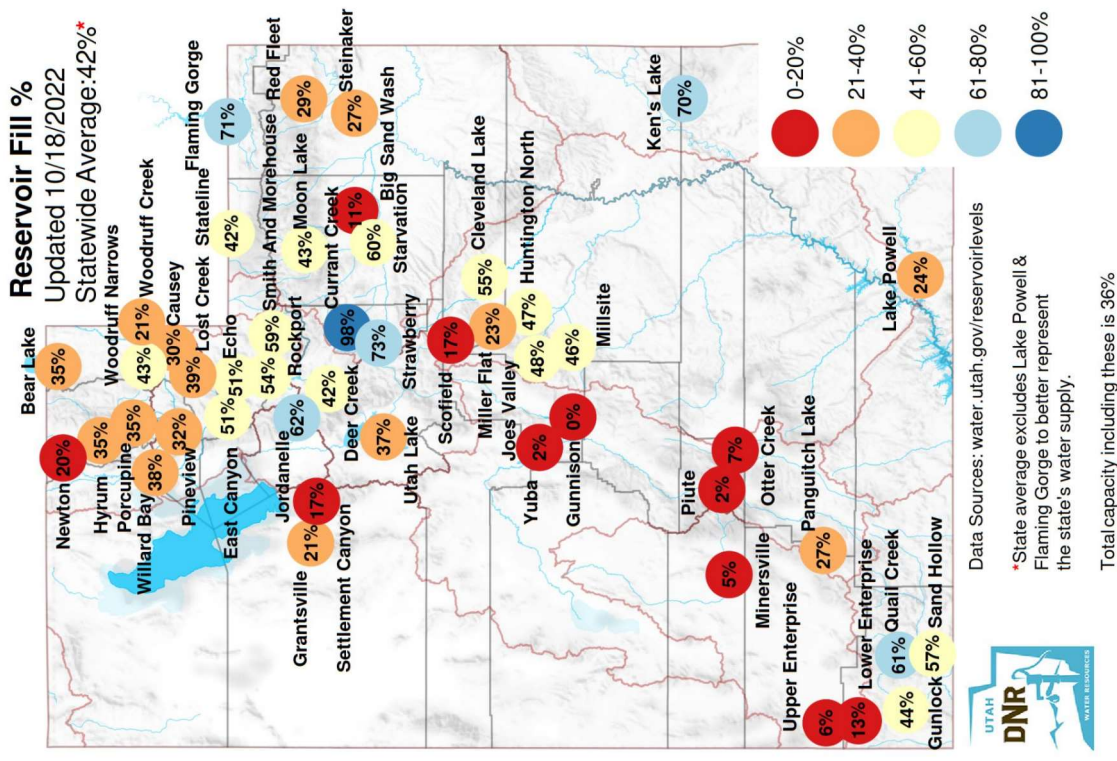 Reservoir Fill %
Updated 10/18/2022
Statewide Average:42%*
Bear Lake
35%
Woodruff Narrows
43%
Woodruff Creek
21%
Causey
30%
Lost Creek
39%
Newton
20%
Hyrum
35%
Porcupine
35%
Willard Bay
38%
Pineview
32%
East Canyon
51%
Echo
51%
Stateline
42%
Flaming Gorge
71%
Smith And Morehouse
59%
Rockport
54%
Red Fleet
29%
Steinaker
27%
Moon Lake
43%
Big Sand Wash
11%
Currant Creek
98%
Starvation
60%
Jordanelle
62%
Deer Creek
42%
Strawberry
73%
Grantsville
21%
Settlement Canyon
17%
Utah Lake
37%
Scofield
17%
Cleveland Lake
55%
Miller Flat
23%
Huntington North
47%
Joes Valley
48%
Millsite
46%
Yuba
2%
Gunnison
0%
Ken's Lake
70%
Piute
2%
Otter Creek
7%
Minersville
5%
Panguitch Lake
27%
Upper Enterprise
6%
Lower Enterprise
13%
Quail Creek
61%
Sand Hollow
57%
Gunlock
44%
Lake Powell
24%
0-20%
21-40%
41-60%
61-80%
81-100%
UTAH
DNR
WATER RESOURCES
Data Sources: water.utah.gov/reservoirlevels
*State average excludes Lake Powell &
Flaming Gorge to better represent
the state's water supply.
Total capacity including these is 36%